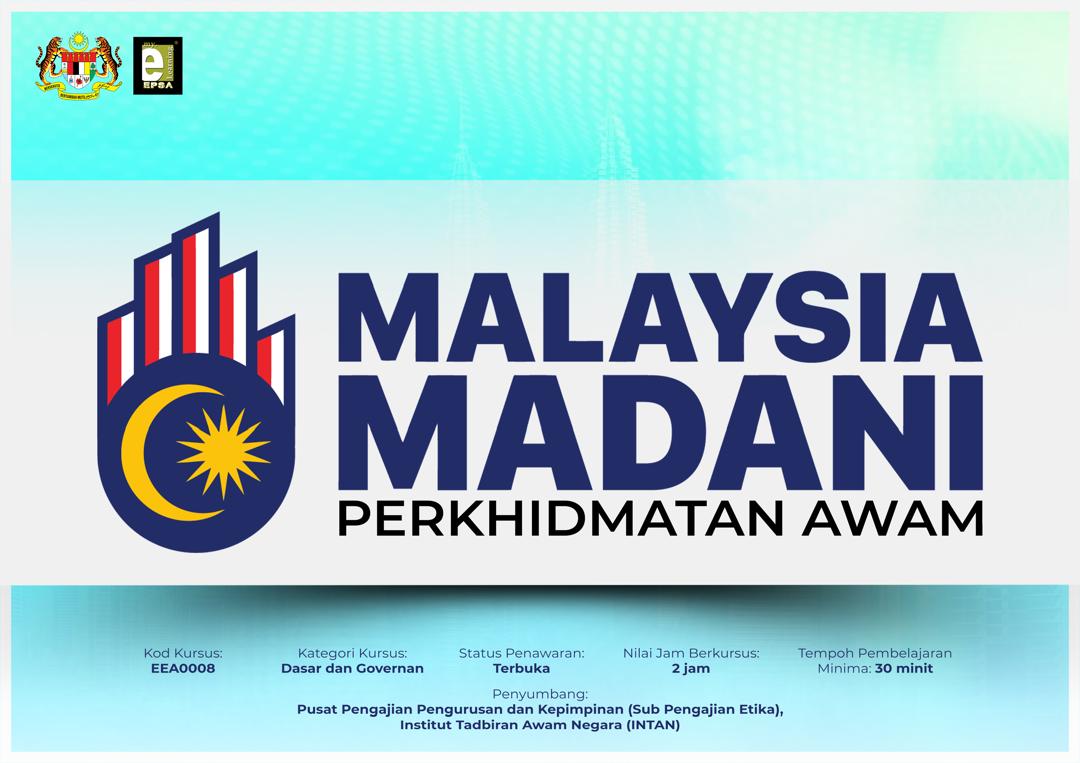 my
e
Learning
EPSA
MALAYSIA
MADANI
PERKHIDMATAN AWAM
Kod Kursus:
EEA0008
Kategori Kursus:
Dasar dan Governan
Status Penawaran:
Terbuka
Nilai Jam Berkursus:
2 jam
Tempoh Pembelajaran
Minima: 30 minit
Penyumbang:
Pusat Pengajian Pengurusan dan Kepimpinan (Sub Pengajian Etika),
Institut Tadbiran Awam Negara (INTAN)